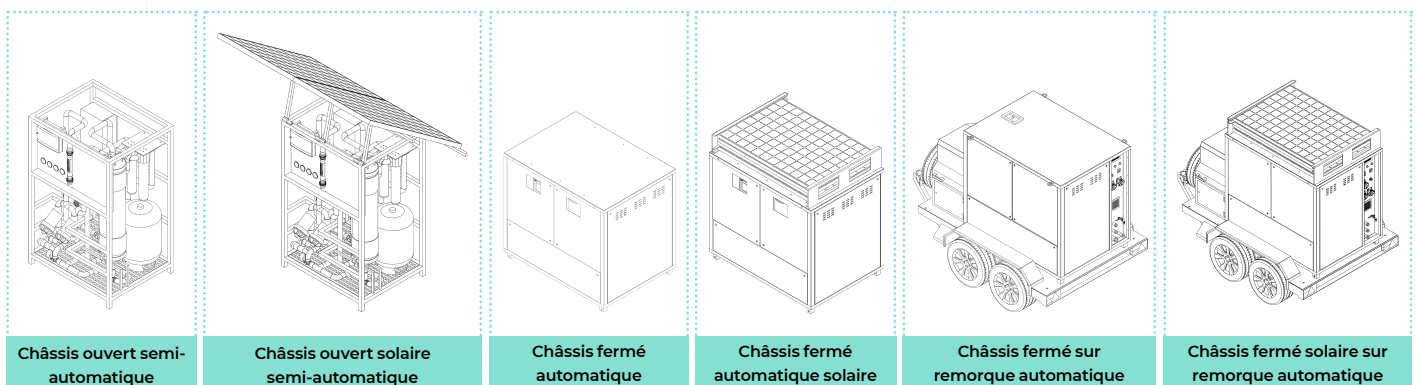 Châssis ouvert semi-
automatique
Châssis ouvert solaire
semi-automatique
Châssis fermé
automatique
Châssis fermé
automatique solaire
Châssis fermé sur
remorque automatique
Châssis fermé solaire sur
remorque automatique